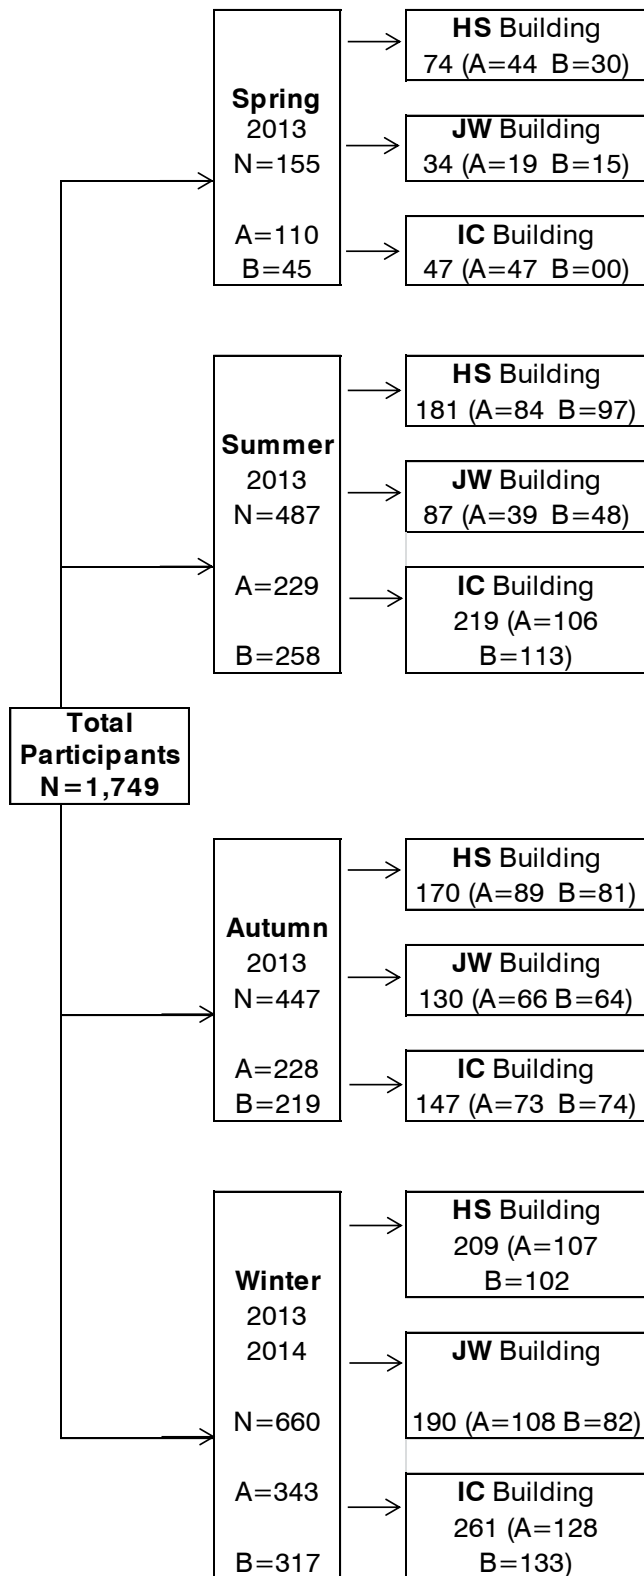 Total
Participants
N=1,749
Spring
2013
N=155
A=110
B=45
HS Building
74 (A=44 B=30)
JW Building
34 (A=19 B=15)
IC Building
47 (A=47 B=00)
Summer
2013
N=487
A=229
B=258
HS Building
181 (A=84 B=97)
JW Building
87 (A=39 B=48)
IC Building
219 (A=106
B=113)
Autumn
2013
N=447
A=228
B=219
HS Building
170 (A=89 B=81)
JW Building
130 (A=66 B=64)
IC Building
147 (A=73 B=74)
Winter
2013
2014
N=660
A=343
B=317
HS Building
209 (A=107
B=102
JW Building
190 (A=108 B=82)
IC Building
261 (A=128
B=133)